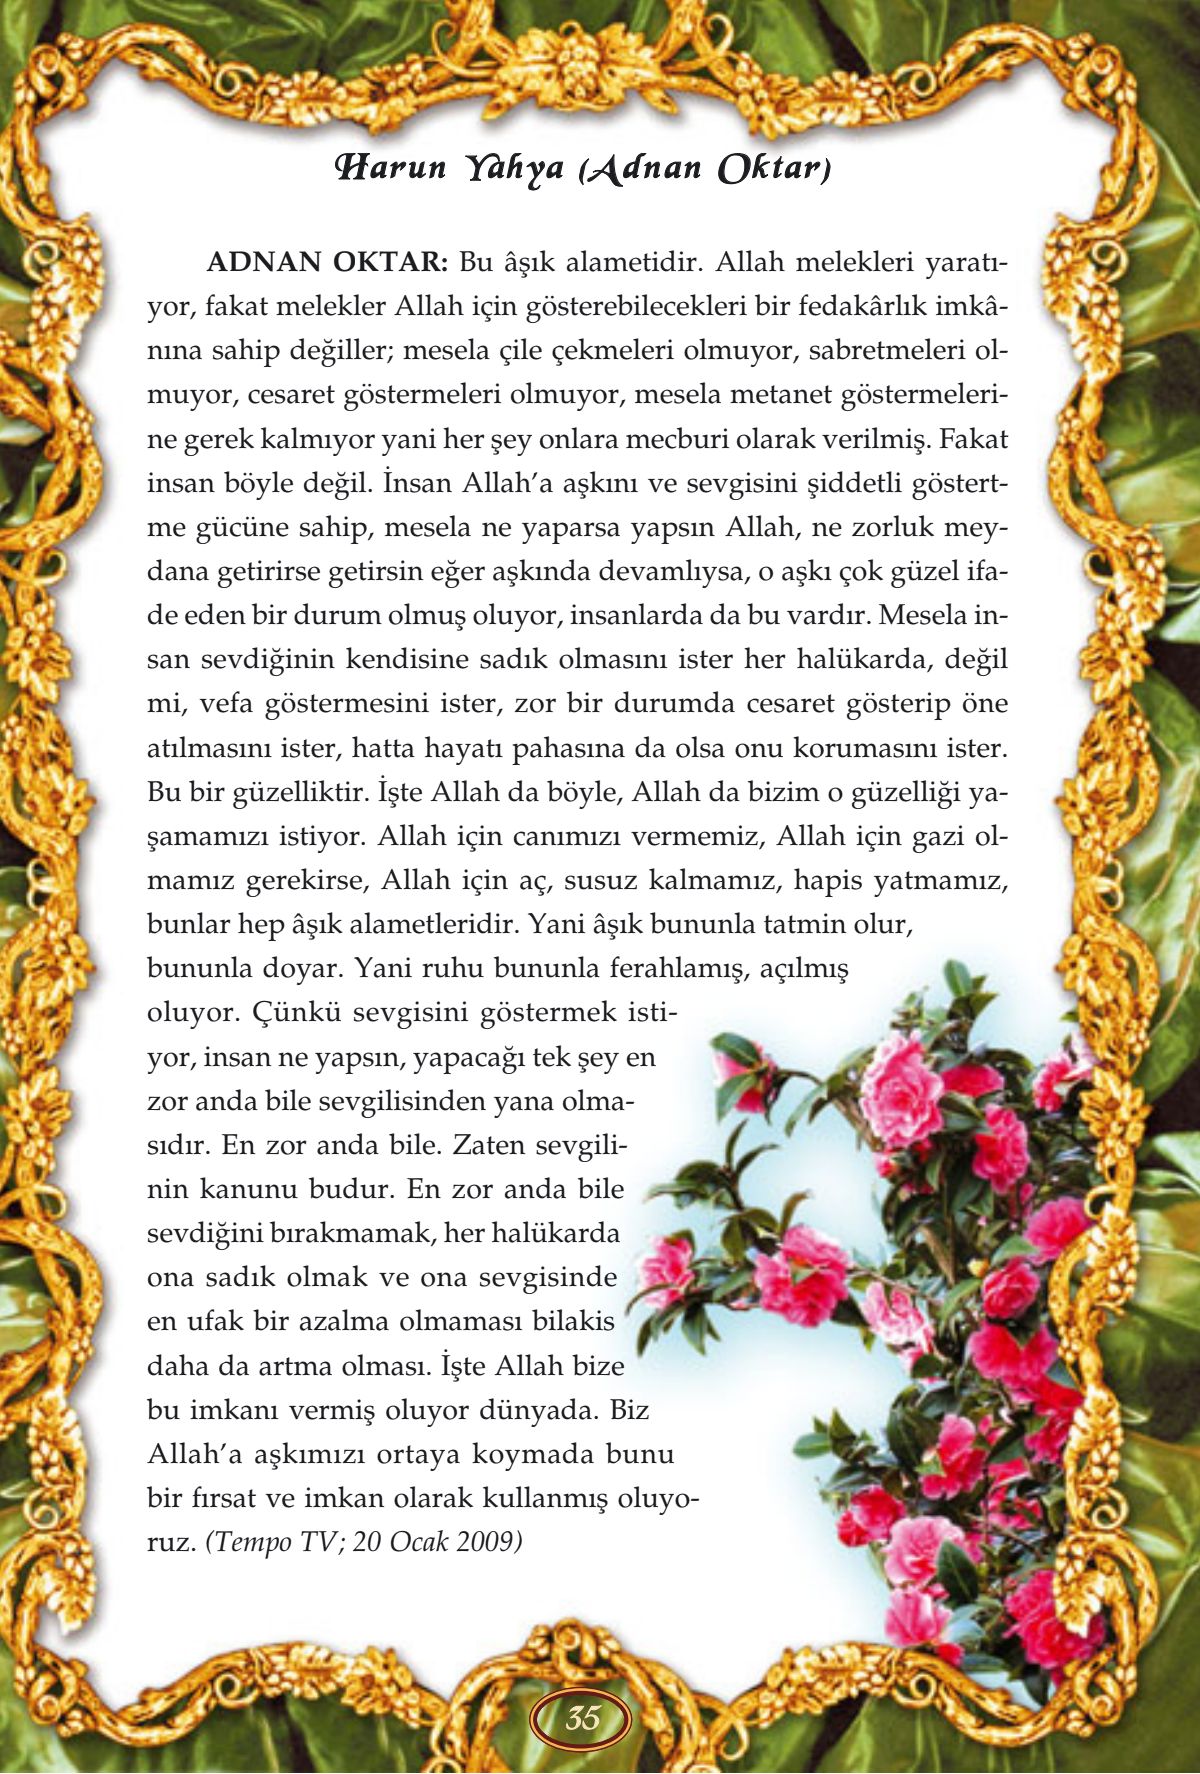 Harun Yahya (Adnan Oktar)
ADNAN OKTAR: Bu âşık alametidir. Allah melekleri yaratı-
yor, fakat melekler Allah için gösterebilecekleri bir fedakârlık imkâ-
nına sahip değiller; mesela çile çekmeleri olmuyor, sabretmeleri ol-
muyor, cesaret göstermeleri olmuyor, mesela metanet göstermeleri-
ne gerek kalmıyor yani her şey onlara mecburi olarak verilmiş. Fakat
insan böyle değil. İnsan Allah’a aşkını ve sevgisini şiddetli göstert-
me gücüne sahip, mesela ne yaparsa yapsın Allah, ne zorluk mey-
dana getirirse getirsin eğer aşkında devamlıysa, o aşkı çok güzel ifa-
de eden bir durum olmuş oluyor, insanlarda da bu vardır. Mesela in-
san sevdiğinin kendisine sadık olmasını ister her halükarda, değil
mi, vefa göstermesini ister, zor bir durumda cesaret gösterip öne
atılmasını ister, hatta hayatı pahasına da olsa onu korumasını ister.
Bu bir güzelliktir. İşte Allah da böyle, Allah da bizim o güzelliği ya-
şamamızı istiyor. Allah için canımızı vermemiz, Allah için gazi ol-
mamız gerekirse, Allah için aç, susuz kalmamız, hapis yatmamız,
bunlar hep âşık alametleridir. Yani âşık bununla tatmin olur,
bununla doyar. Yani ruhu bununla ferahlamış, açılmış
oluyor. Çünkü sevgisini göstermek isti-
yor, insan ne yapsın, yapacağı tek şey en
zor anda bile sevgilisinden yana olma-
sıdır. En zor anda bile. Zaten sevgili-
nin kanunu budur. En zor anda bile
sevdiğini bırakmamak, her halükarda
ona sadık olmak ve ona sevgisinde
en ufak bir azalma olmaması bilakis
daha da artma olması. İşte Allah bize
bu imkanı vermiş oluyor dünyada. Biz
Allah’a aşkımızı ortaya koymada bunu
bir fırsat ve imkan olarak kullanmış oluyo-
ruz. (Tempo TV; 20 Ocak 2009)
35